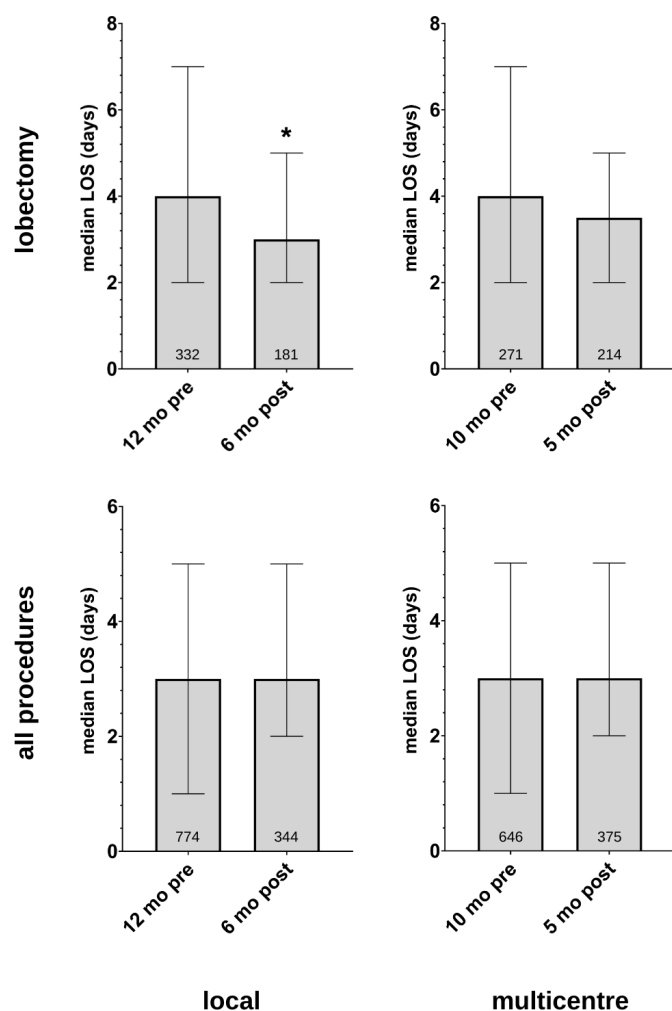 lobectomy
median LOS (days)
8
6
4
2
0
*
332
181
12 mo pre
6 mo post
median LOS (days)
8
6
4
2
0
271
214
10 mo pre
5 mo post
all procedures
median LOS (days)
6
4
2
0
774
344
12 mo pre
6 mo post
median LOS (days)
6
4
2
0
646
375
10 mo pre
5 mo post
local
multicentre